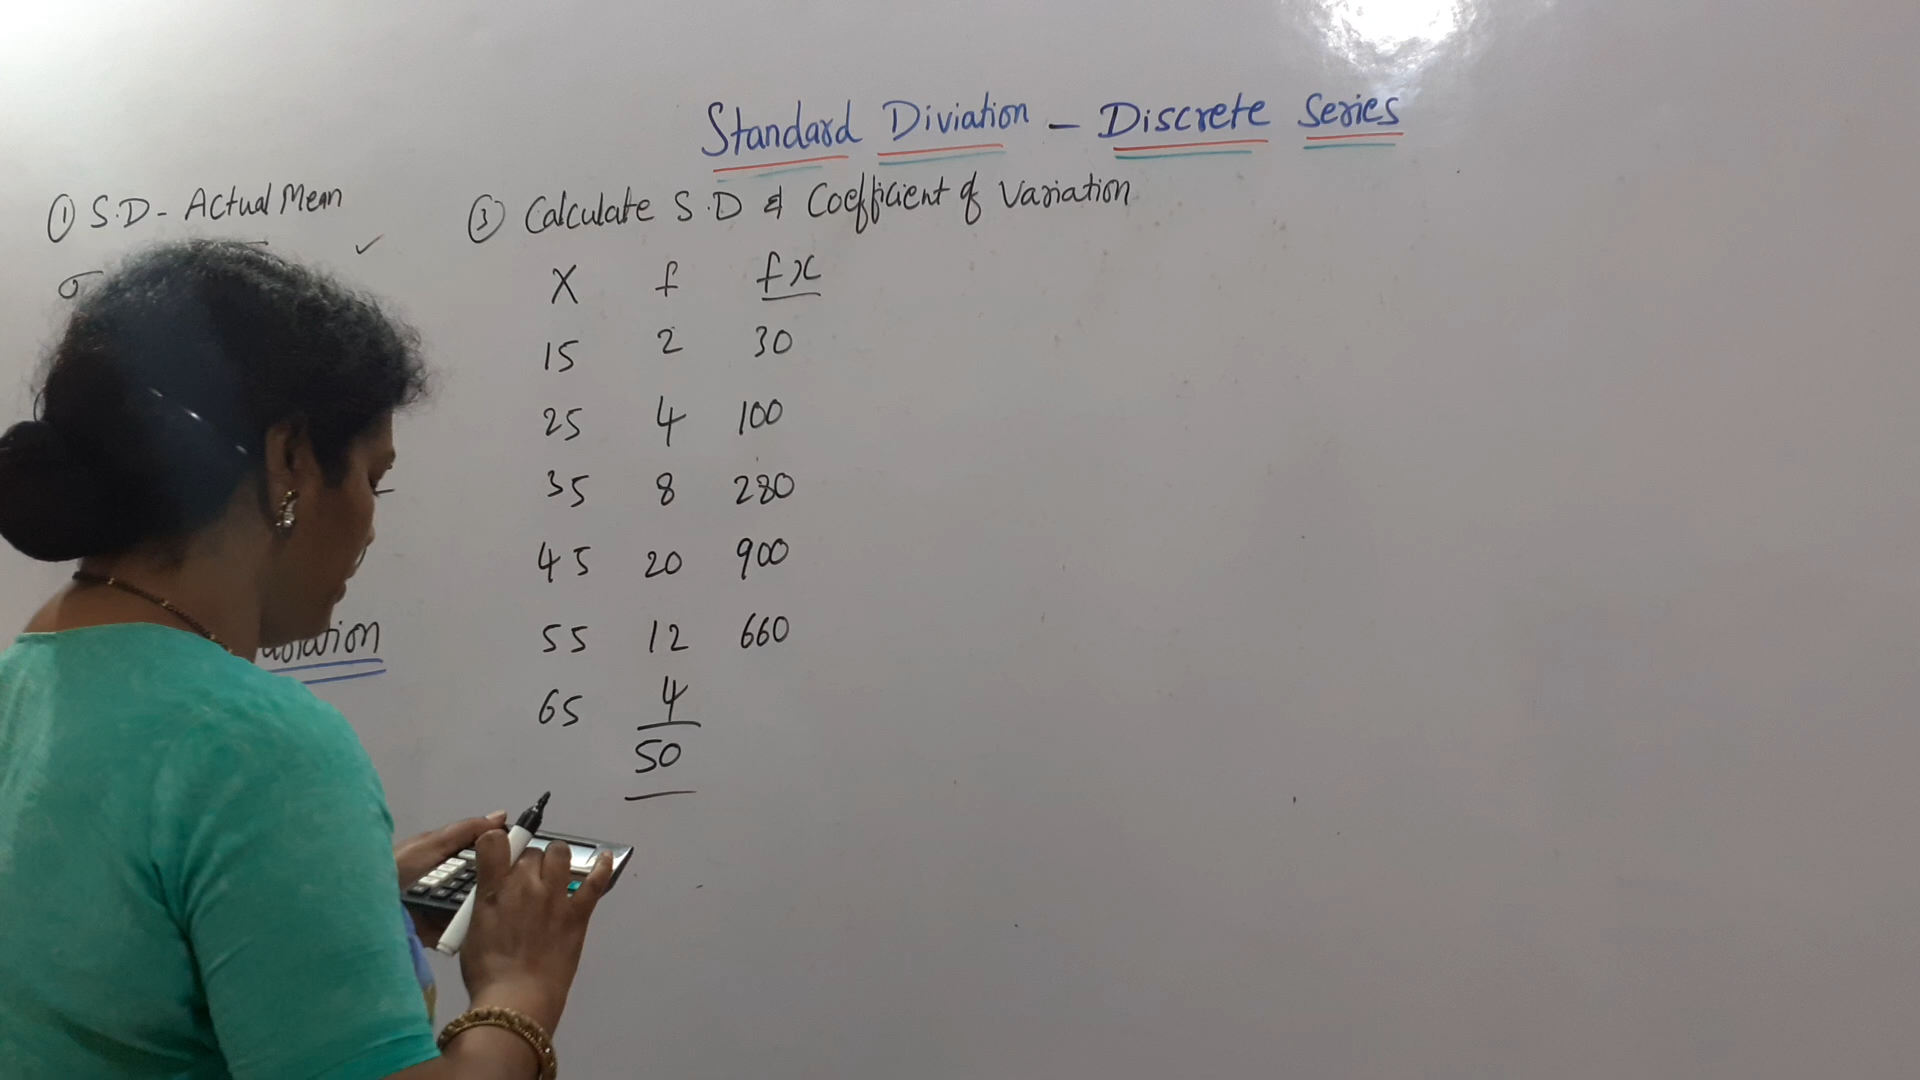 Standard Diviation - Discrete Series
① S.D - Actual Mean
σ
③ Calculate S.D & Coefficient of Variation
X f fx
15 2 30
25 4 100
35 8 280
45 20 900
55 12 660
65 4
50